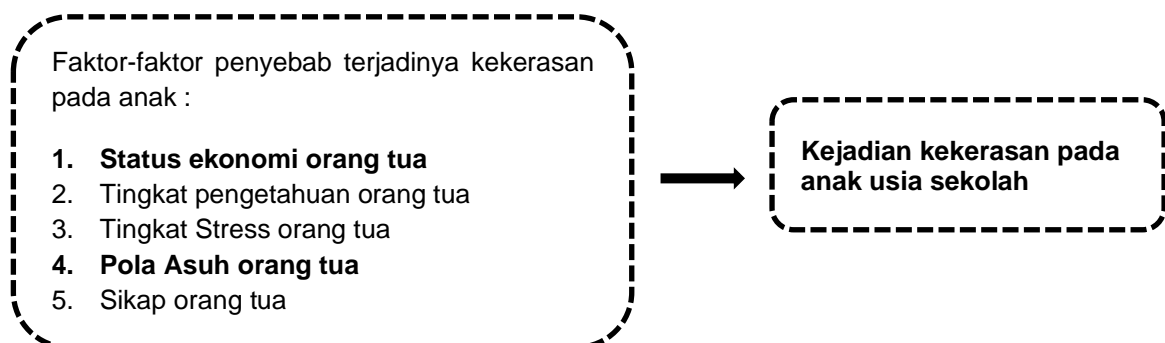 Faktor-faktor penyebab terjadinya kekerasan
pada anak :
1. Status ekonomi orang tua
2. Tingkat pengetahuan orang tua
3. Tingkat Stress orang tua
4. Pola Asuh orang tua
5. Sikap orang tua
Kejadian kekerasan pada
anak usia sekolah